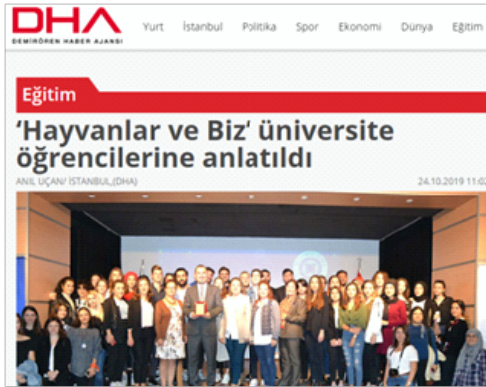 DHA
DEMİRÖREN HABER AJANSI
Yurt İstanbul Politika Spor Ekonomi Dünya Eğitim
Eğitim
‘Hayvanlar ve Biz’ üniversite
öğrencilerine anlatıldı
ANIL UÇAN/ İSTANBUL,(DHA) 24.10.2019 11:02